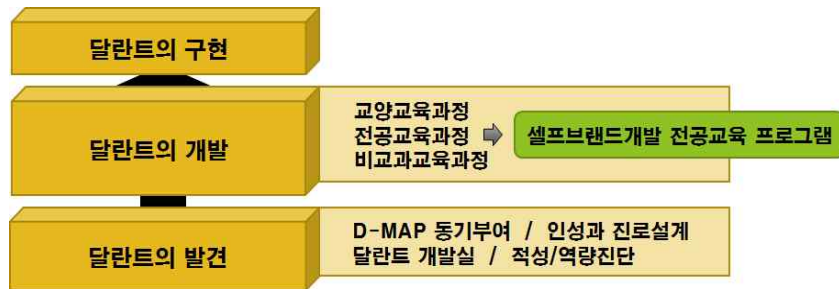 달란트의 구현
달란트의 개발
교양교육과정
전공교육과정
비교과교육과정
셀프브랜드개발 전공교육 프로그램
달란트의 발견
D-MAP 동기부여 / 인성과 진로설계
달란트 개발실 / 적성/역량진단